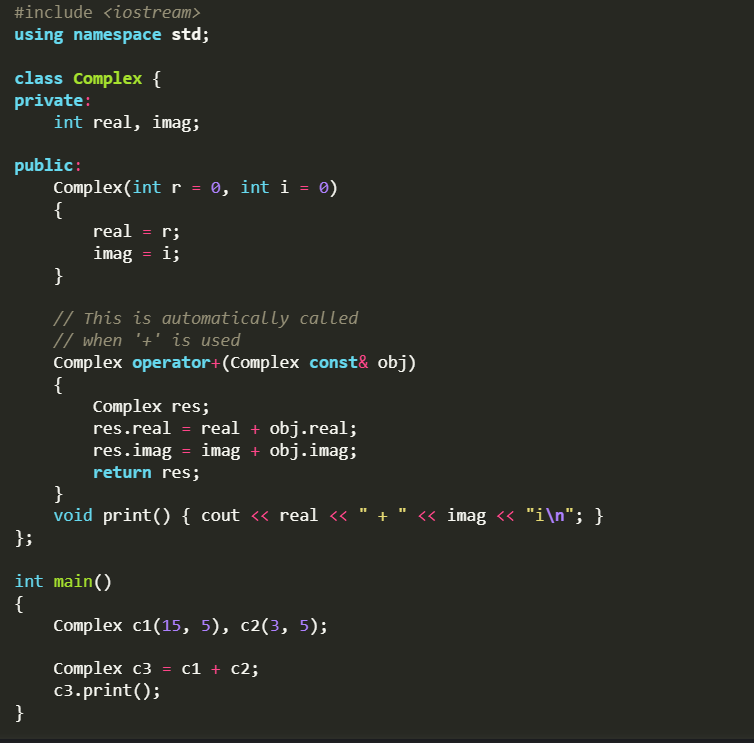 #include <iostream>
using namespace std;
class Complex {
private:
    int real, imag;
public:
    Complex(int r = 0, int i = 0)
    {
        real = r;
        imag = i;
    }
    // This is automatically called
    // when '+' is used
    Complex operator+(Complex const& obj)
    {
        Complex res;
        res.real = real + obj.real;
        res.imag = imag + obj.imag;
        return res;
    }
    void print() { cout << real << " + " << imag << "i\n"; }
};
int main()
{
    Complex c1(15, 5), c2(3, 5);
    Complex c3 = c1 + c2;
    c3.print();
}